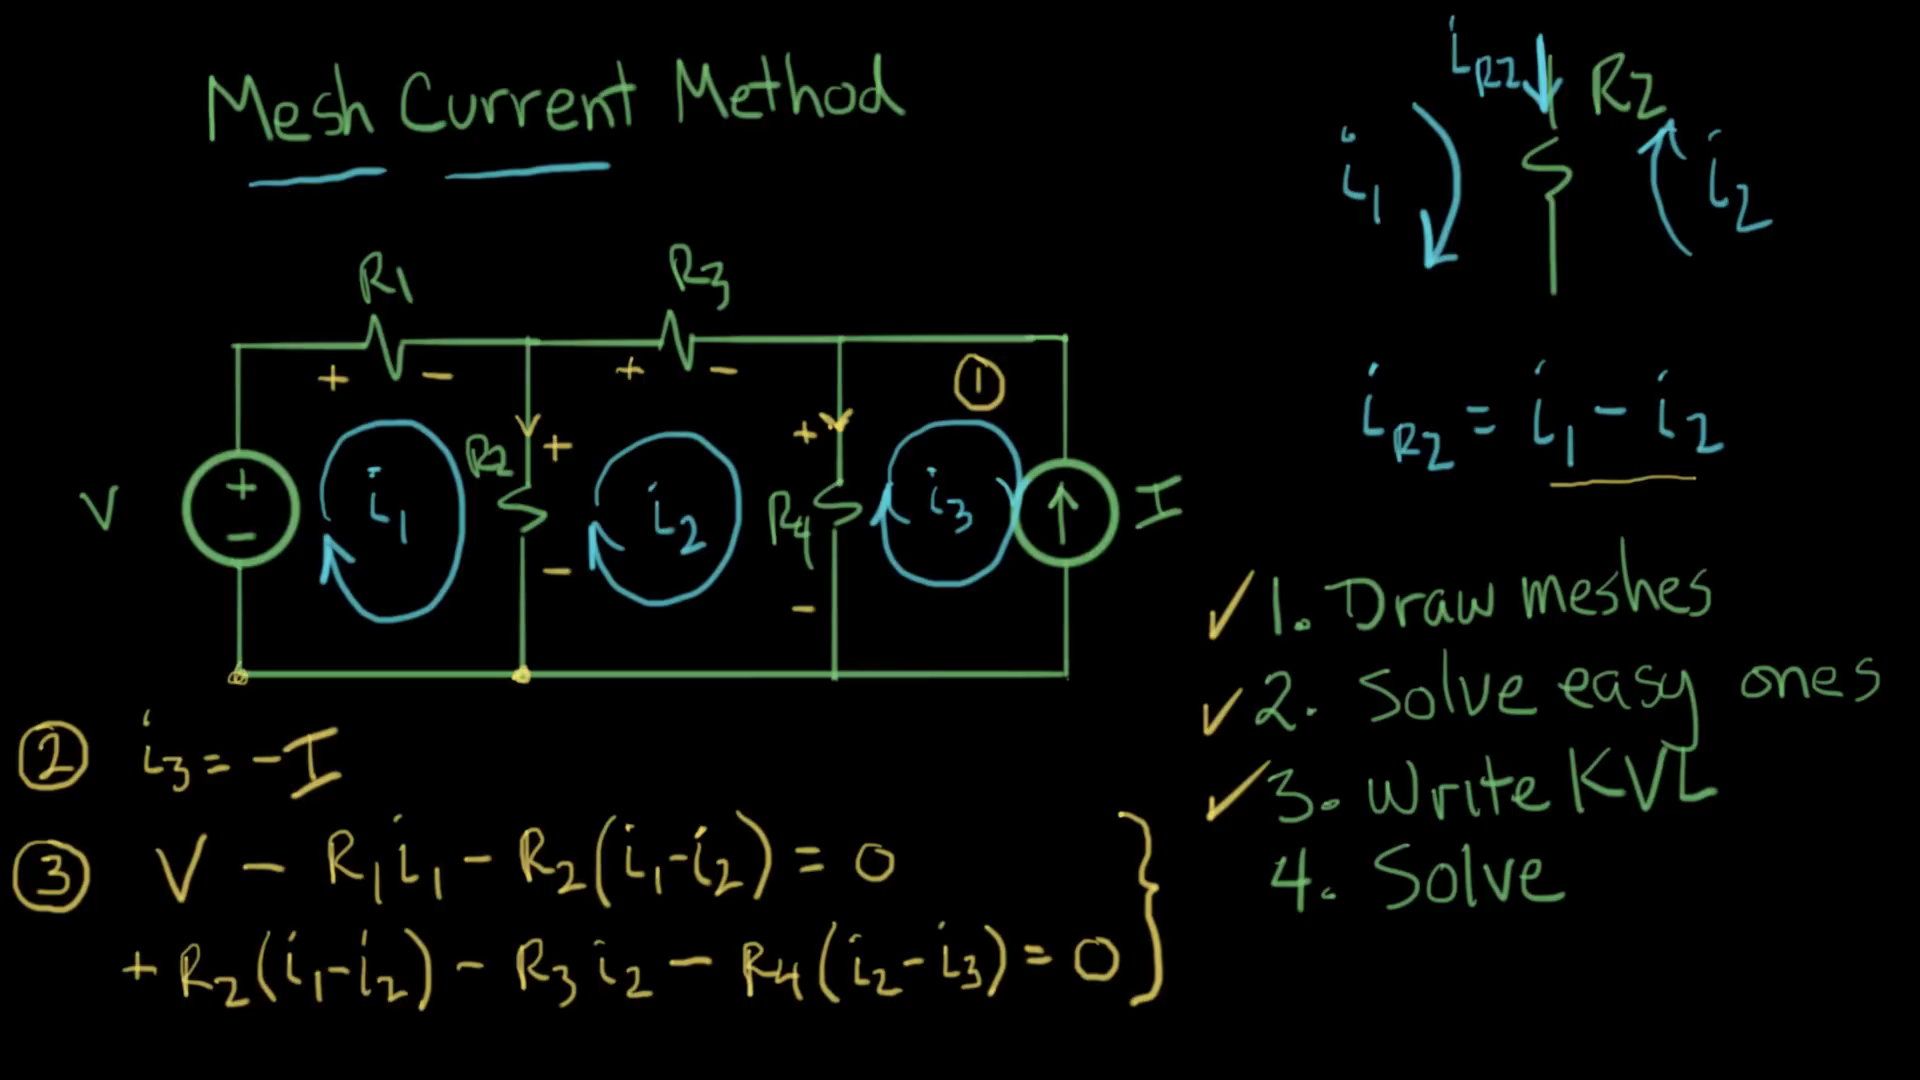 Mesh Current Method
iR2 R2
i1 i2
R1 R3
+ - + - 1
iR2 = i1 - i2
V + - i1 R2 + - i2 + R4 - i3 I
✓ 1. Draw meshes
✓ 2. Solve easy ones
✓ 3. Write KVL
4. Solve
② i3 = -I
③ V - R1i1 - R2(i1-i2) = 0
+ R2(i1-i2) - R3i2 - R4(i2-i3) = 0